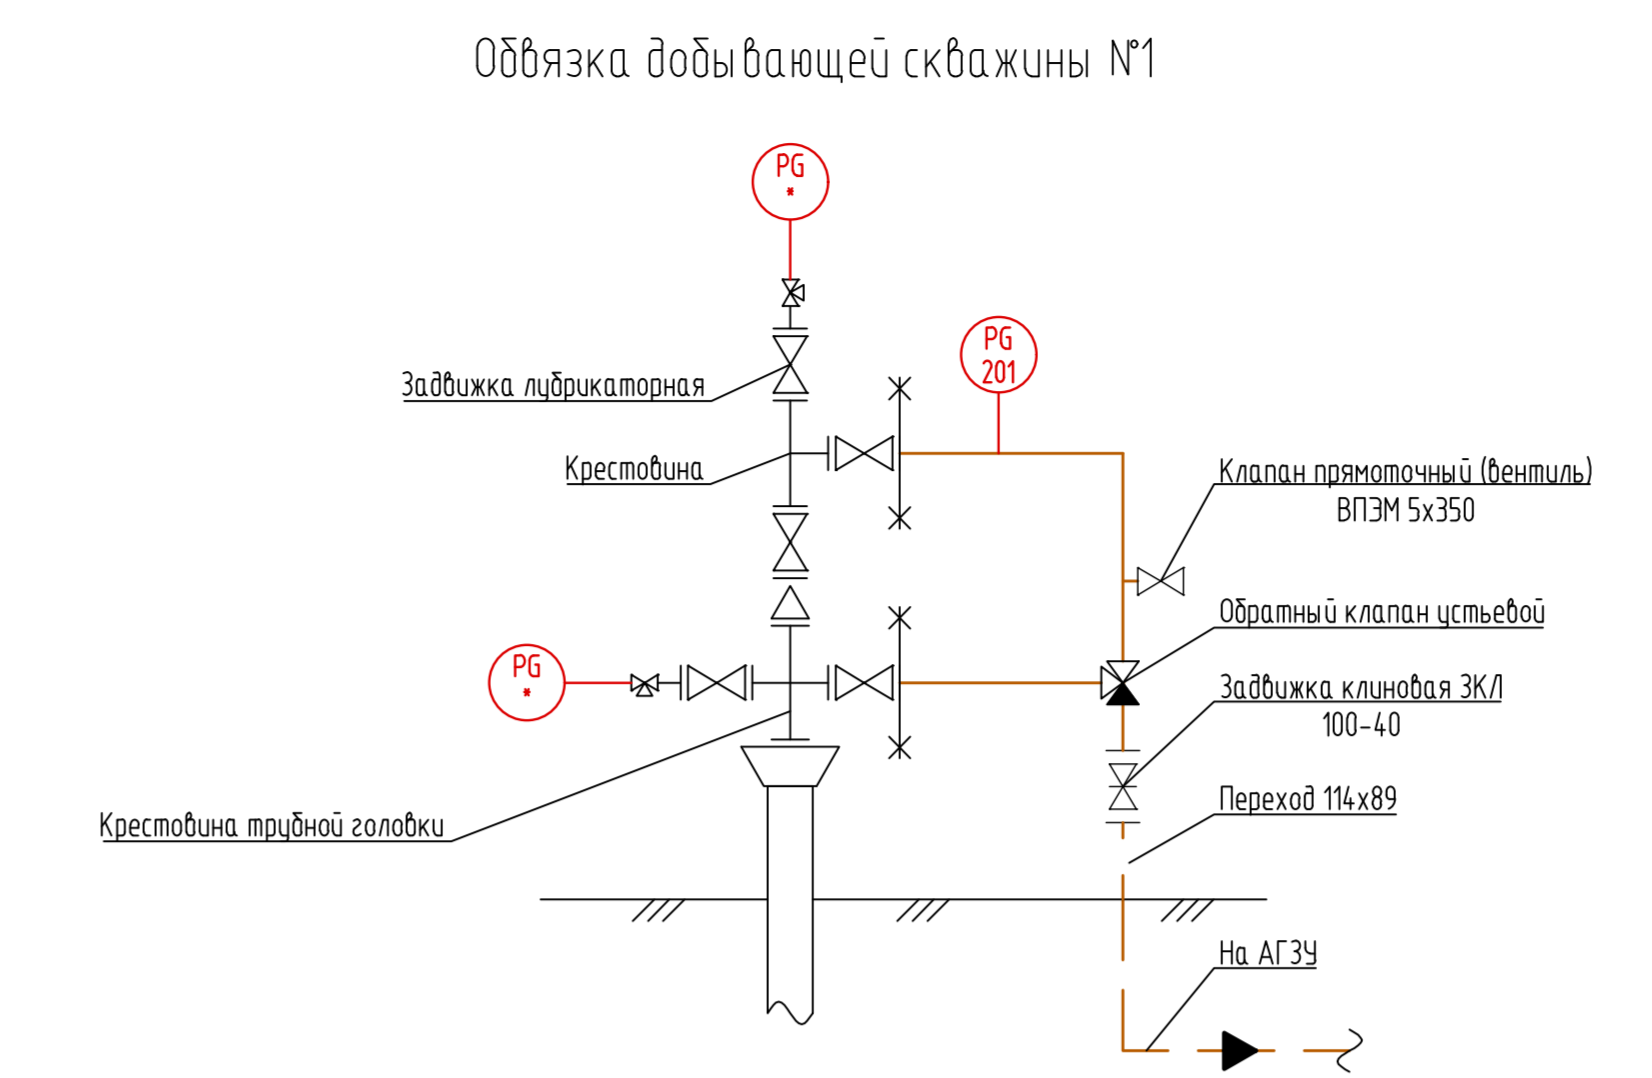 Обвязка добывающей скважины №1
PG
*
PG
201
Задвижка лубрикаторная
Крестовина
Клапан прямоточный (вентиль)
ВПЭМ 5х350
Обратный клапан устьевой
PG
*
Задвижка клиновая ЗКЛ
100-40
Переход 114х89
Крестовина трубной головки
На АГЗУ